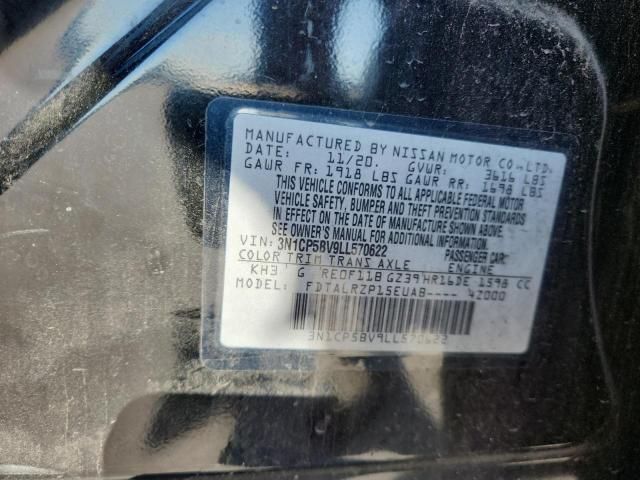 MANUFACTURED BY NISSAN MOTOR CO.,LTD.
DATE: 11/20. GVWR: 3616 LBS
GAWR FR: 1918 LBS GAWR RR: 1698 LBS
THIS VEHICLE CONFORMS TO ALL APPLICABLE FEDERAL MOTOR
VEHICLE SAFETY, BUMPER AND THEFT PREVENTION STANDARDS
IN EFFECT ON THE DATE OF MANUFACTURE SHOWN ABOVE.
SEE OWNER'S MANUAL FOR ADDITIONAL INFORMATION.
VIN: 3N1CP5BV9LL570622 PASSENGER CAR
COLOR TRIM TRANS AXLE ENGINE
KH3 G RE0F11B GZ39 HR16DE 1598 CC
MODEL: FDTALRZP15EUAB---- 4Z000
3N1CP5BV9LL570622